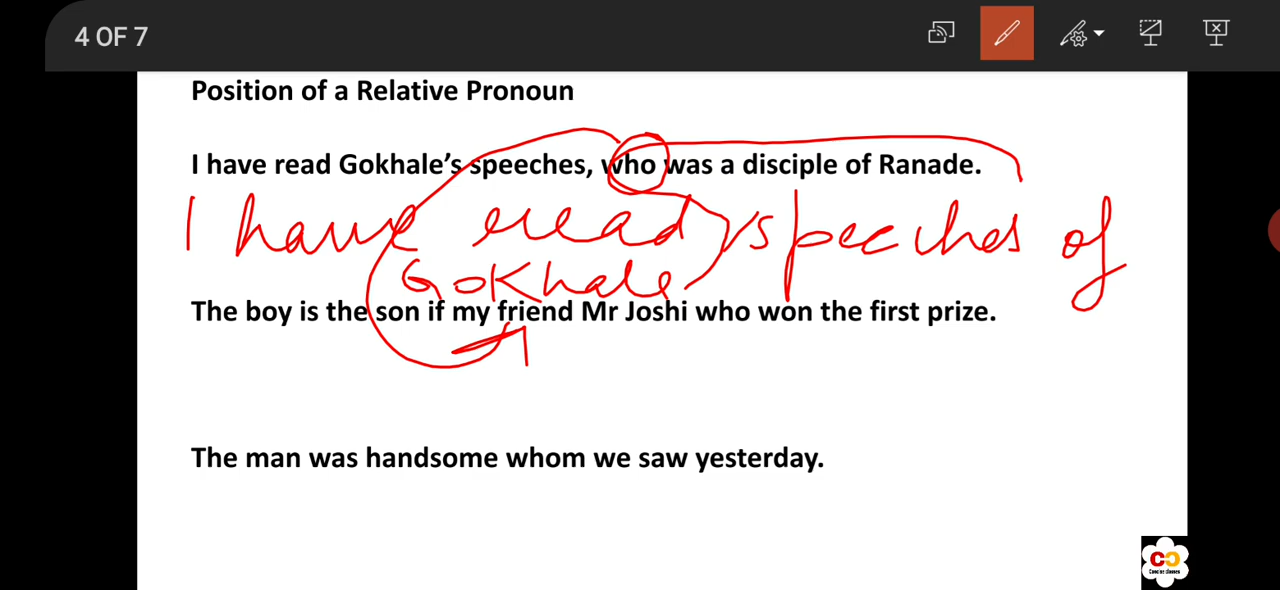 4 OF 7
Position of a Relative Pronoun
I have read Gokhale’s speeches, who was a disciple of Ranade.
I have read speeches of
Gokhale
The boy is the son if my friend Mr Joshi who won the first prize.
The man was handsome whom we saw yesterday.
Concise classes